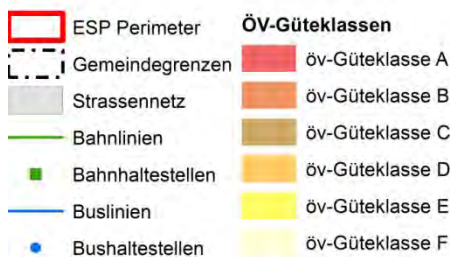 ESP Perimeter
Gemeindegrenzen
Strassennetz
Bahnlinien
Bahnhaltestellen
Buslinien
Bushaltestellen
ÖV-Güteklassen
öv-Güteklasse A
öv-Güteklasse B
öv-Güteklasse C
öv-Güteklasse D
öv-Güteklasse E
öv-Güteklasse F